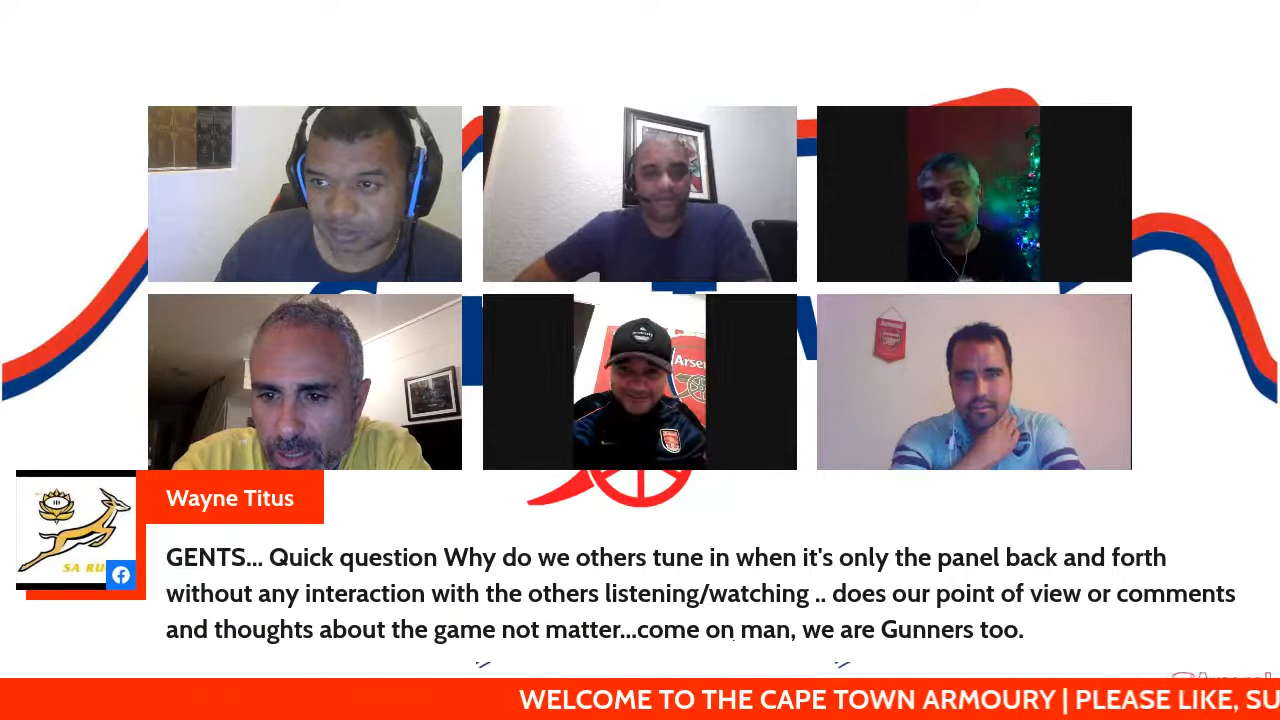 Arsenal
Wayne Titus
SA RU
GENTS... Quick question Why do we others tune in when it's only the panel back and forth
without any interaction with the others listening/watching .. does our point of view or comments
and thoughts about the game not matter...come on man, we are Gunners too.
WELCOME TO THE CAPE TOWN ARMOURY | PLEASE LIKE, SU